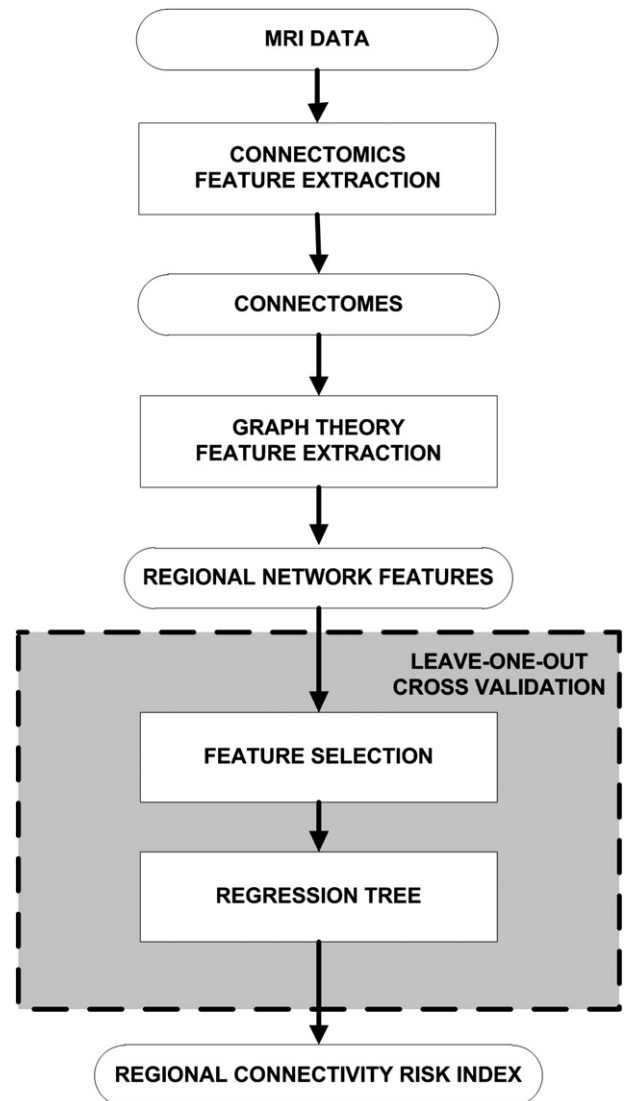 MRI DATA
CONNECTOMICS
FEATURE EXTRACTION
CONNECTOMES
GRAPH THEORY
FEATURE EXTRACTION
REGIONAL NETWORK FEATURES
LEAVE-ONE-OUT
CROSS VALIDATION
FEATURE SELECTION
REGRESSION TREE
REGIONAL CONNECTIVITY RISK INDEX